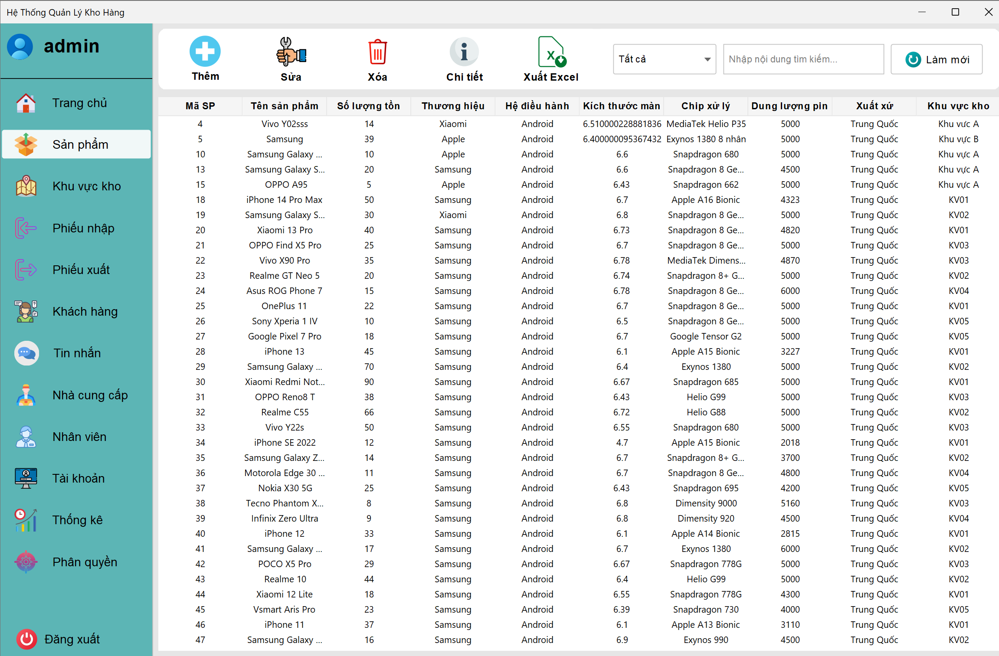 Hệ Thống Quản Lý Kho Hàng
admin
Trang chủ
Sản phẩm
Khu vực kho
Phiếu nhập
Phiếu xuất
Khách hàng
Tin nhắn
Nhà cung cấp
Nhân viên
Tài khoản
Thống kê
Phân quyền
Đăng xuất
Thêm Sửa Xóa Chi tiết Xuất Excel Tất cả Nhập nội dung tìm kiếm... Làm mới
Mã SP Tên sản phẩm Số lượng tồn Thương hiệu Hệ điều hành Kích thước màn Chip xử lý Dung lượng pin Xuất xứ Khu vực kho
4 Vivo Y02sss 14 Xiaomi Android 6.510000228881836 MediaTek Helio P35 5000 Trung Quốc Khu vưc A
5 Samsung 39 Apple Android 6.400000095367432 Exynos 1380 8 nhân 5000 Trung Quốc Khu vực B
10 Samsung Galaxy ... 10 Apple Android 6.6 Snapdragon 680 5000 Trung Quốc Khu vực A
13 Samsung Galaxy S... 20 Samsung Android 6.6 Snapdragon 8 Ge... 4500 Trung Quốc Khu vực A
15 OPPO A95 5 Apple Android 6.43 Snapdragon 662 5000 Trung Quốc Khu vực A
18 iPhone 14 Pro Max 50 Samsung Android 6.7 Apple A16 Bionic 4323 Trung Quốc KV01
19 Samsung Galaxy S... 30 Xiaomi Android 6.8 Snapdragon 8 Ge... 5000 Trung Quốc KV02
20 Xiaomi 13 Pro 40 Samsung Android 6.73 Snapdragon 8 Ge... 4820 Trung Quốc KV01
21 OPPO Find X5 Pro 25 Samsung Android 6.7 Snapdragon 8 Ge... 5000 Trung Quốc KV03
22 Vivo X90 Pro 35 Samsung Android 6.78 MediaTek Dimens... 4870 Trung Quốc KV03
23 Realme GT Neo 5 20 Samsung Android 6.74 Snapdragon 8+ G... 5000 Trung Quốc KV02
24 Asus ROG Phone 7 15 Samsung Android 6.78 Snapdragon 8 Ge... 6000 Trung Quốc KV04
25 OnePlus 11 22 Samsung Android 6.7 Snapdragon 8 Ge... 5000 Trung Quốc KV01
26 Sony Xperia 1 IV 10 Samsung Android 6.5 Snapdragon 8 Ge... 5000 Trung Quốc KV05
27 Google Pixel 7 Pro 18 Samsung Android 6.7 Google Tensor G2 5000 Trung Quốc KV05
28 iPhone 13 45 Samsung Android 6.1 Apple A15 Bionic 3227 Trung Quốc KV01
29 Samsung Galaxy ... 70 Samsung Android 6.4 Exynos 1380 5000 Trung Quốc KV02
30 Xiaomi Redmi Not... 90 Samsung Android 6.67 Snapdragon 685 5000 Trung Quốc KV01
31 OPPO Reno8 T 38 Samsung Android 6.43 Helio G99 5000 Trung Quốc KV03
32 Realme C55 66 Samsung Android 6.72 Helio G88 5000 Trung Quốc KV02
33 Vivo Y22s 50 Samsung Android 6.55 Snapdragon 680 5000 Trung Quốc KV03
34 iPhone SE 2022 12 Samsung Android 4.7 Apple A15 Bionic 2018 Trung Quốc KV01
35 Samsung Galaxy Z... 14 Samsung Android 6.7 Snapdragon 8+ G... 3700 Trung Quốc KV02
36 Motorola Edge 30 ... 11 Samsung Android 6.7 Snapdragon 8 Ge... 4800 Trung Quốc KV04
37 Nokia X30 5G 25 Samsung Android 6.43 Snapdragon 695 4200 Trung Quốc KV05
38 Tecno Phantom X... 8 Samsung Android 6.8 Dimensity 9000 5160 Trung Quốc KV03
39 Infinix Zero Ultra 9 Samsung Android 6.8 Dimensity 920 4500 Trung Quốc KV04
40 iPhone 12 33 Samsung Android 6.1 Apple A14 Bionic 2815 Trung Quốc KV01
41 Samsung Galaxy ... 17 Samsung Android 6.7 Exynos 1380 6000 Trung Quốc KV02
42 POCO X5 Pro 29 Samsung Android 6.67 Snapdragon 778G 5000 Trung Quốc KV03
43 Realme 10 44 Samsung Android 6.4 Helio G99 5000 Trung Quốc KV02
44 Xiaomi 12 Lite 18 Samsung Android 6.55 Snapdragon 778G 4300 Trung Quốc KV01
45 Vsmart Aris Pro 23 Samsung Android 6.39 Snapdragon 730 4000 Trung Quốc KV05
46 iPhone 11 37 Samsung Android 6.1 Apple A13 Bionic 3110 Trung Quốc KV01
47 Samsung Galaxy ... 16 Samsung Android 6.9 Exynos 990 4500 Trung Quốc KV02